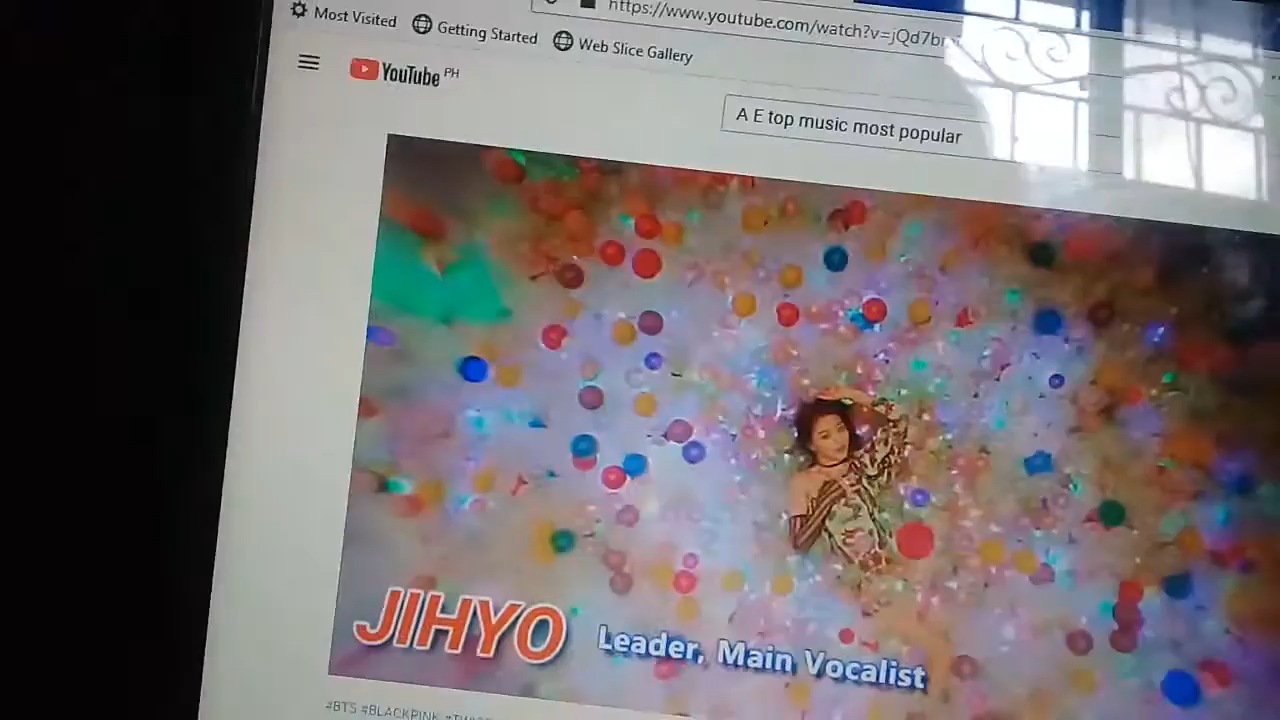 https://www.youtube.com/watch?v=jQd7b
Most Visited Getting Started Web Slice Gallery
YouTube PH
A E top music most popular
JIHYO Leader, Main Vocalist
#BTS #BLACKPINK